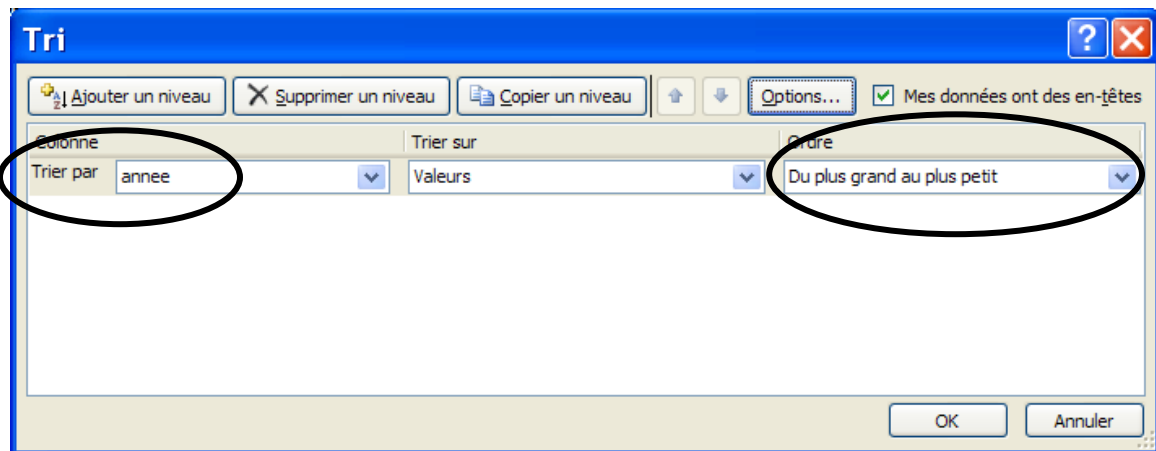 Tri
Ajouter un niveau Supprimer un niveau Copier un niveau Options... Mes données ont des en-têtes
Colonne Trier sur Ordre
Trier par annee Valeurs Du plus grand au plus petit
OK Annuler